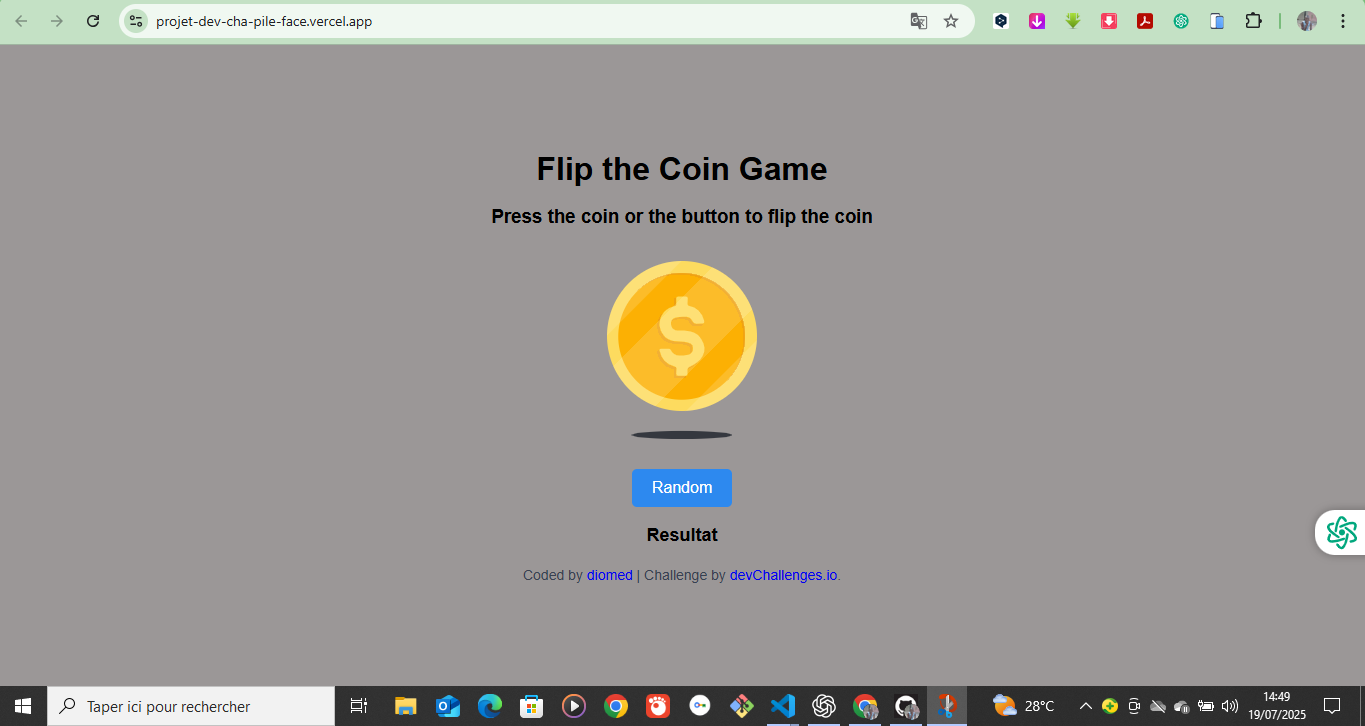 projet-dev-cha-pile-face.vercel.app
Flip the Coin Game
Press the coin or the button to flip the coin
$
Random
Resultat
Coded by diomed | Challenge by devChallenges.io.
Taper ici pour rechercher
28°C
14:49
19/07/2025